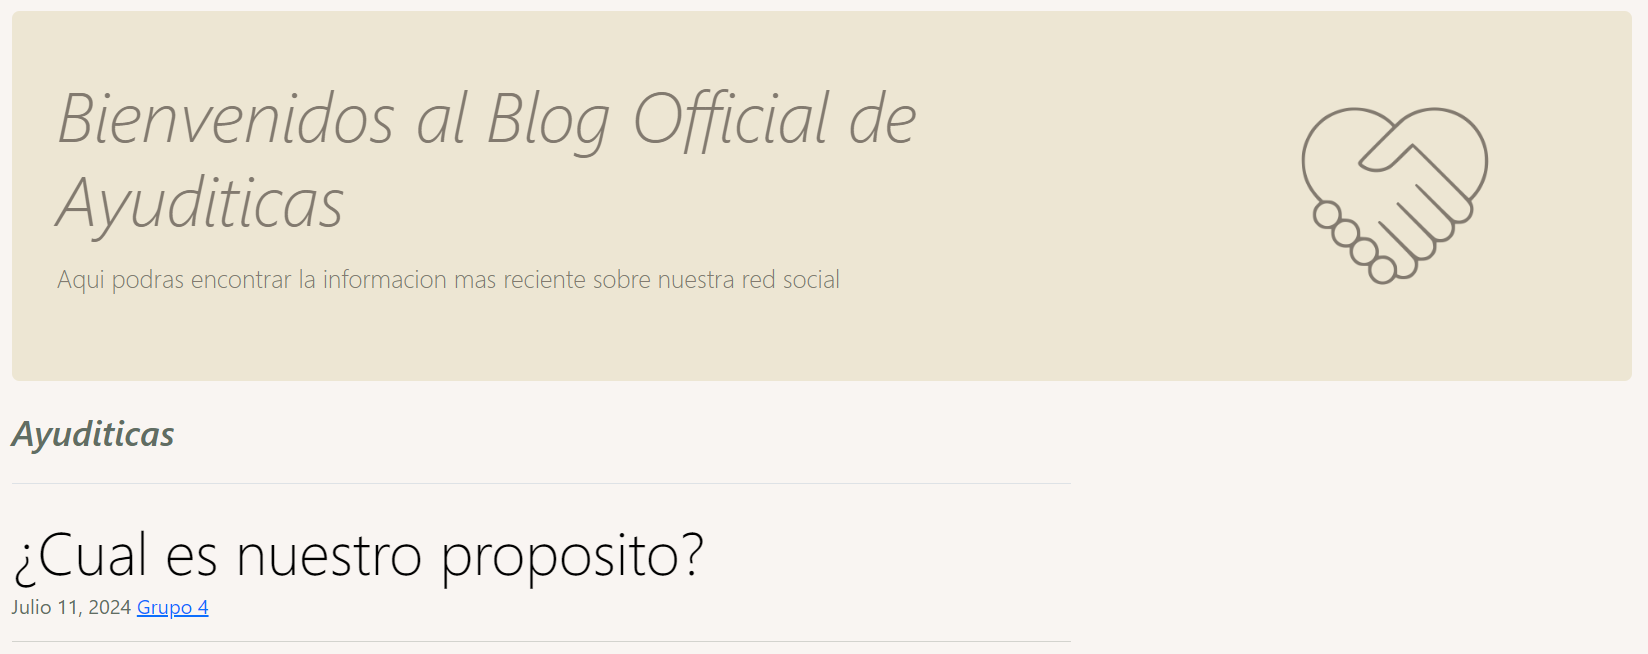 Bienvenidos al Blog Official de
Ayuditicas
Aqui podras encontrar la informacion mas reciente sobre nuestra red social
Ayuditicas
¿Cual es nuestro proposito?
Julio 11, 2024 Grupo 4